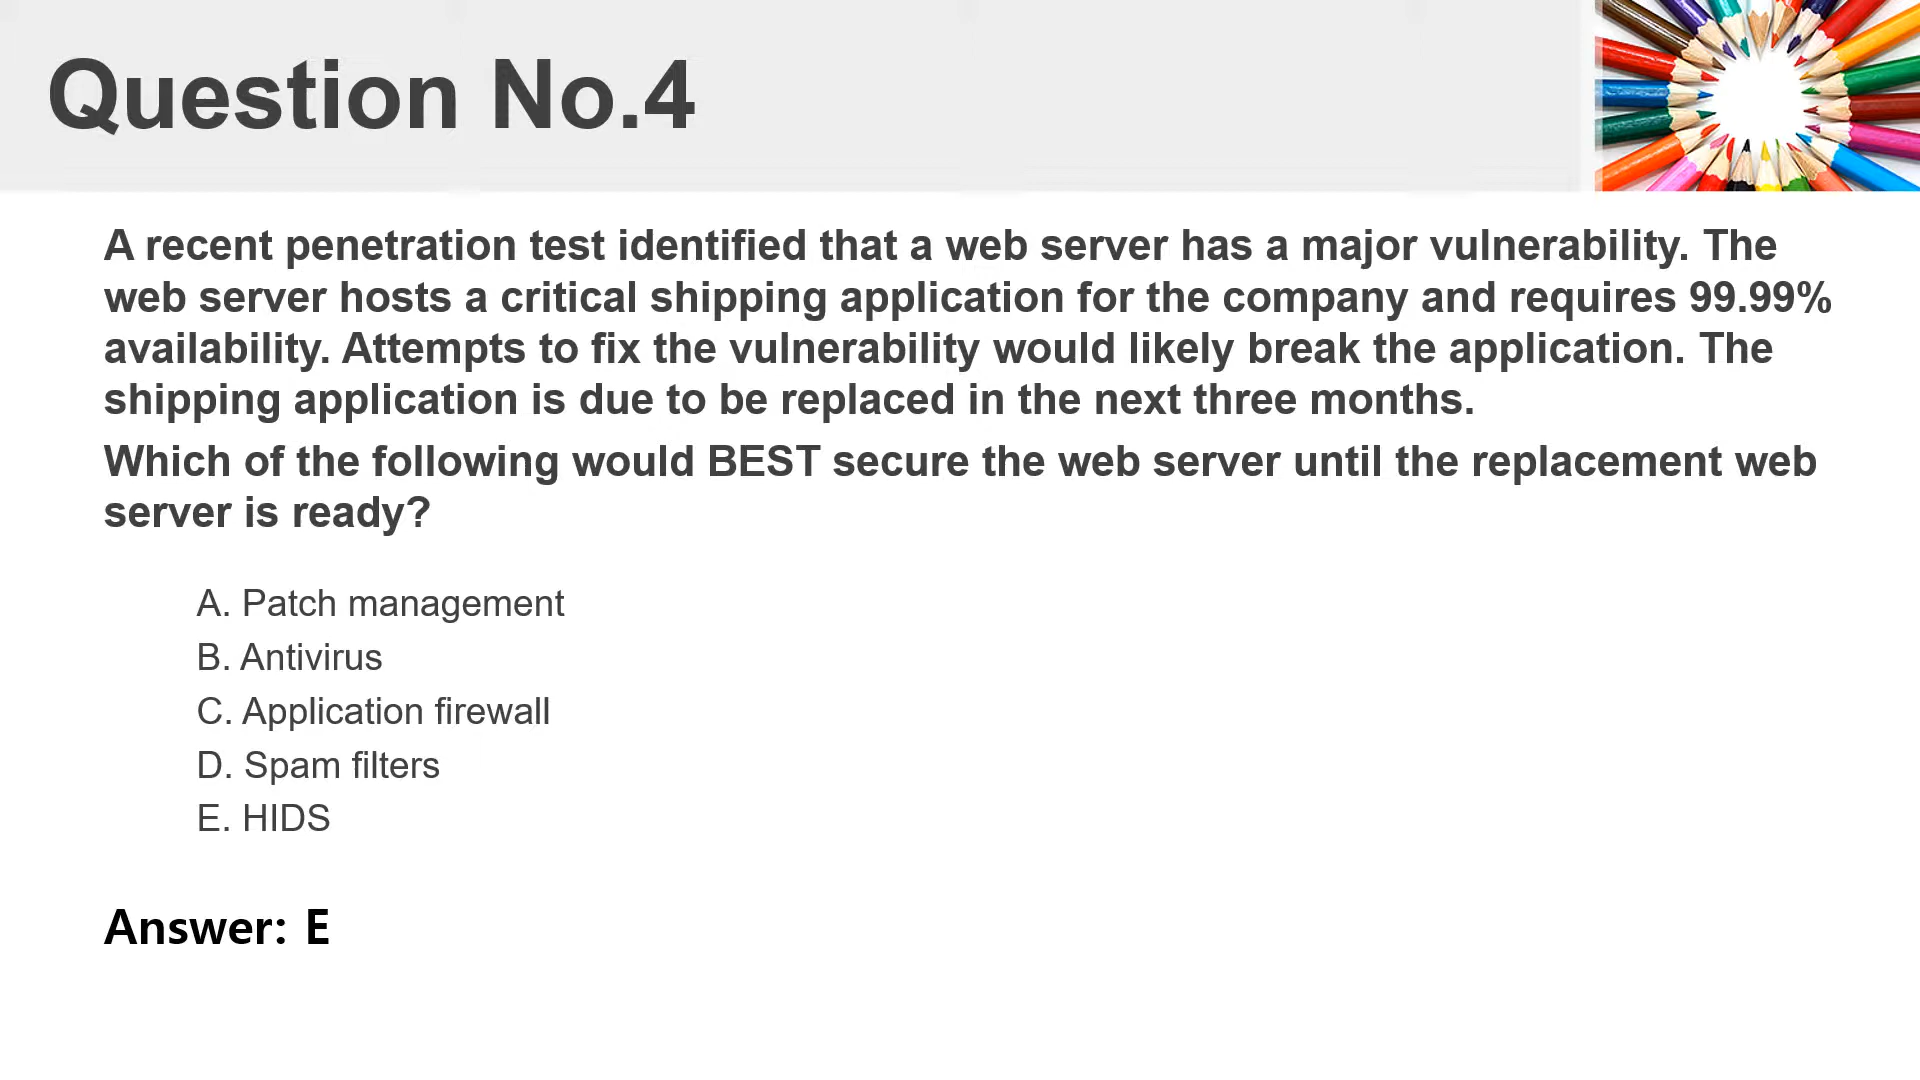 Question No.4
A recent penetration test identified that a web server has a major vulnerability. The
web server hosts a critical shipping application for the company and requires 99.99%
availability. Attempts to fix the vulnerability would likely break the application. The
shipping application is due to be replaced in the next three months.
Which of the following would BEST secure the web server until the replacement web
server is ready?
A. Patch management
B. Antivirus
C. Application firewall
D. Spam filters
E. HIDS
Answer: E